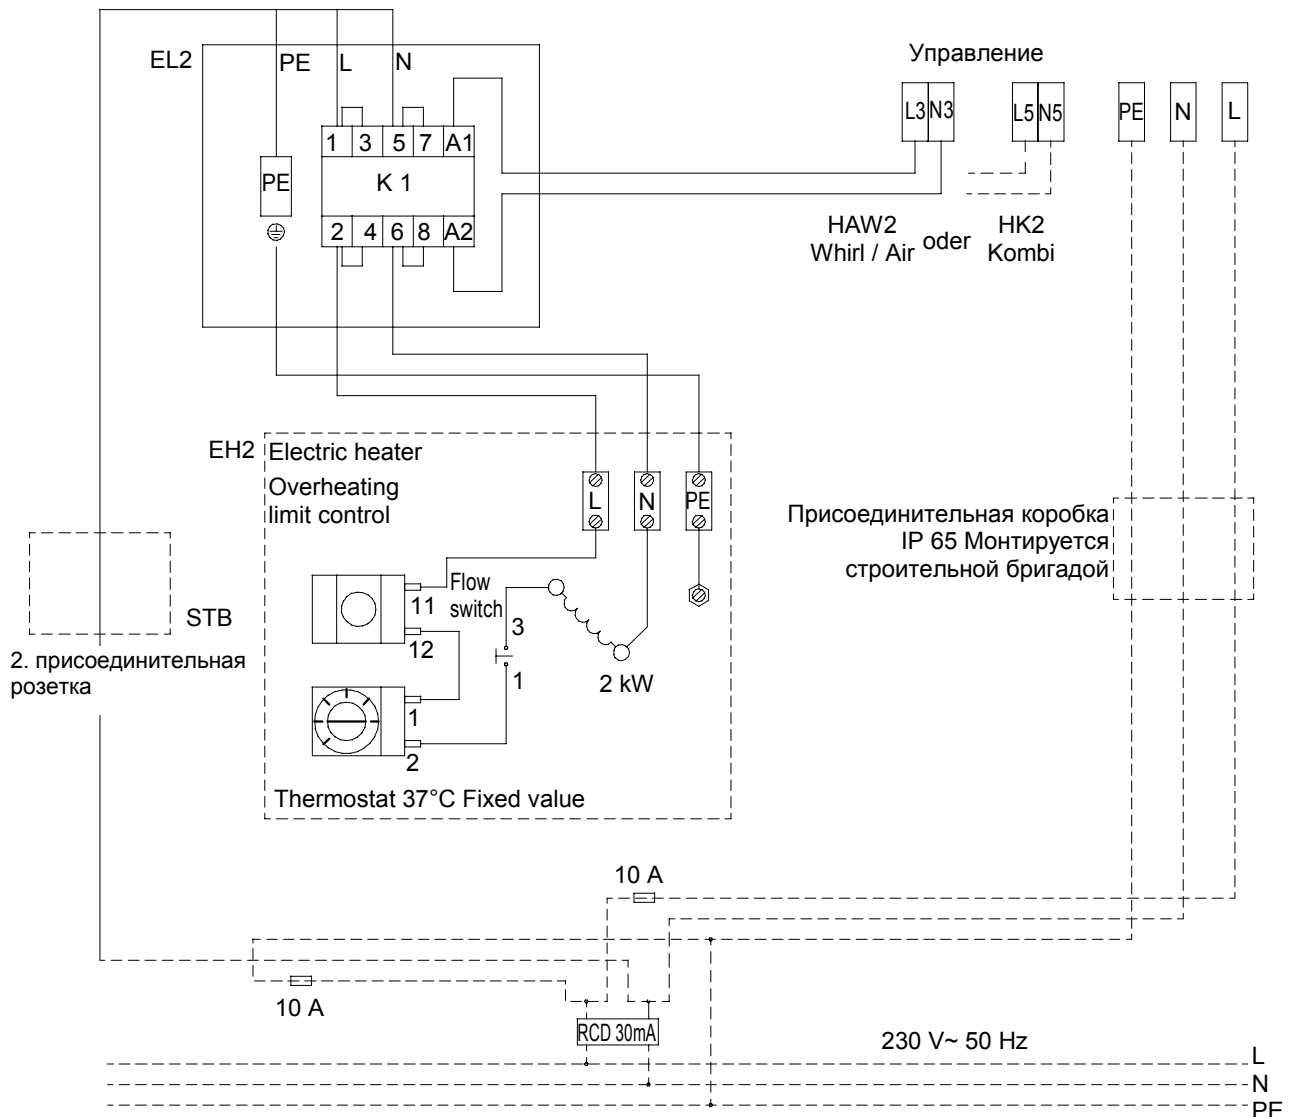 EL2
PE L N
Управление
L3 N3 L5 N5 PE N L
1 3 5 7 A1
K 1
PE
2 4 6 8 A2
HAW2
Whirl / Air
oder
HK2
Kombi
EH2 Electric heater
Overheating
limit control
L N PE
Присоединительная коробка
IP 65 Монтируется
строительной бригадой
Flow
switch
11
12
3
1
1
2
2 kW
STB
2. присоединительная
розетка
Thermostat 37°C Fixed value
10 A
10 A
RCD 30mA
230 V~ 50 Hz
L
N
PE